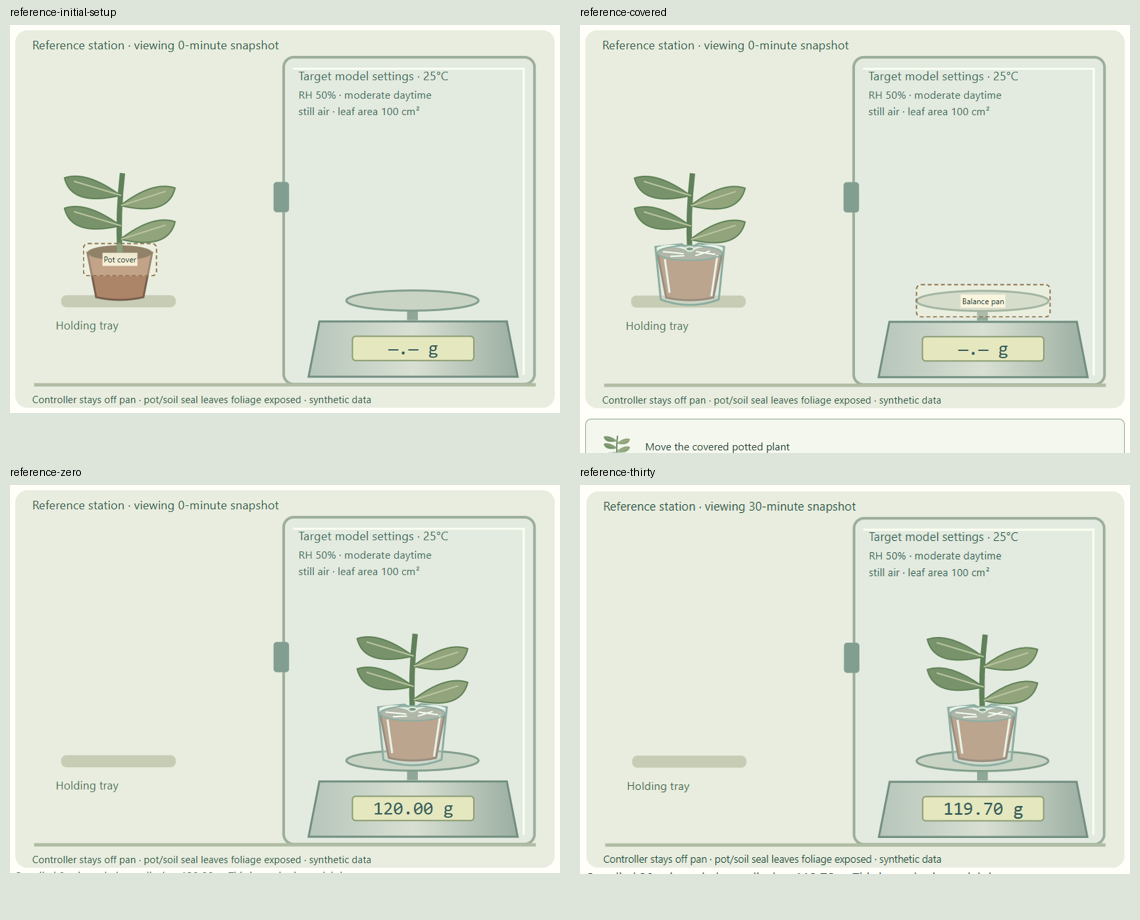 reference-initial-setup
Reference station · viewing 0-minute snapshot
Target model settings · 25°C
RH 50% · moderate daytime
still air · leaf area 100 cm²
Pot cover
Holding tray
—.— g
Controller stays off pan · pot/soil seal leaves foliage exposed · synthetic data
reference-covered
Reference station · viewing 0-minute snapshot
Target model settings · 25°C
RH 50% · moderate daytime
still air · leaf area 100 cm²
Balance pan
Holding tray
—.— g
Controller stays off pan · pot/soil seal leaves foliage exposed · synthetic data
Move the covered potted plant
reference-zero
Reference station · viewing 0-minute snapshot
Target model settings · 25°C
RH 50% · moderate daytime
still air · leaf area 100 cm²
Holding tray
120.00 g
Controller stays off pan · pot/soil seal leaves foliage exposed · synthetic data
reference-thirty
Reference station · viewing 30-minute snapshot
Target model settings · 25°C
RH 50% · moderate daytime
still air · leaf area 100 cm²
Holding tray
119.70 g
Controller stays off pan · pot/soil seal leaves foliage exposed · synthetic data